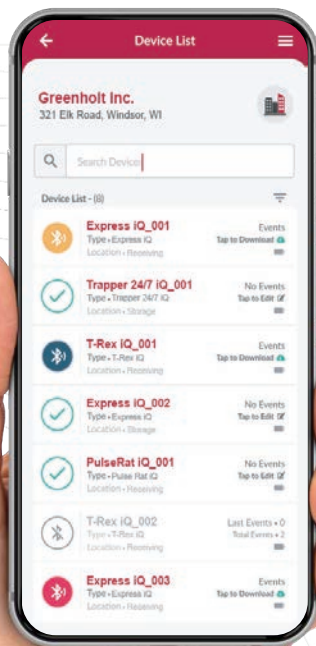 Device List
Greenholt Inc.
321 Elk Road, Windsor, WI
Search Device
Device List - (8)
Express iQ_001
Events
Type • Express iQ
Tap to Download
Location • Receiving
Trapper 24/7 iQ_001
No Events
Type • Trapper 24/7 iQ
Tap to Edit
Location • Storage
T-Rex iQ_001
Events
Type • T-Rex iQ
Tap to Download
Location • Receiving
Express iQ_002
No Events
Type • Express iQ
Tap to Edit
Location • Storage
PulseRat iQ_001
No Events
Type • Pulse Rat iQ
Tap to Edit
Location • Receiving
T-Rex iQ_002
Last Events • 0
Type • T-Rex iQ
Total Events • 2
Location • Receiving
Express iQ_003
Events
Type • Express iQ
Tap to Download
Location • Receiving